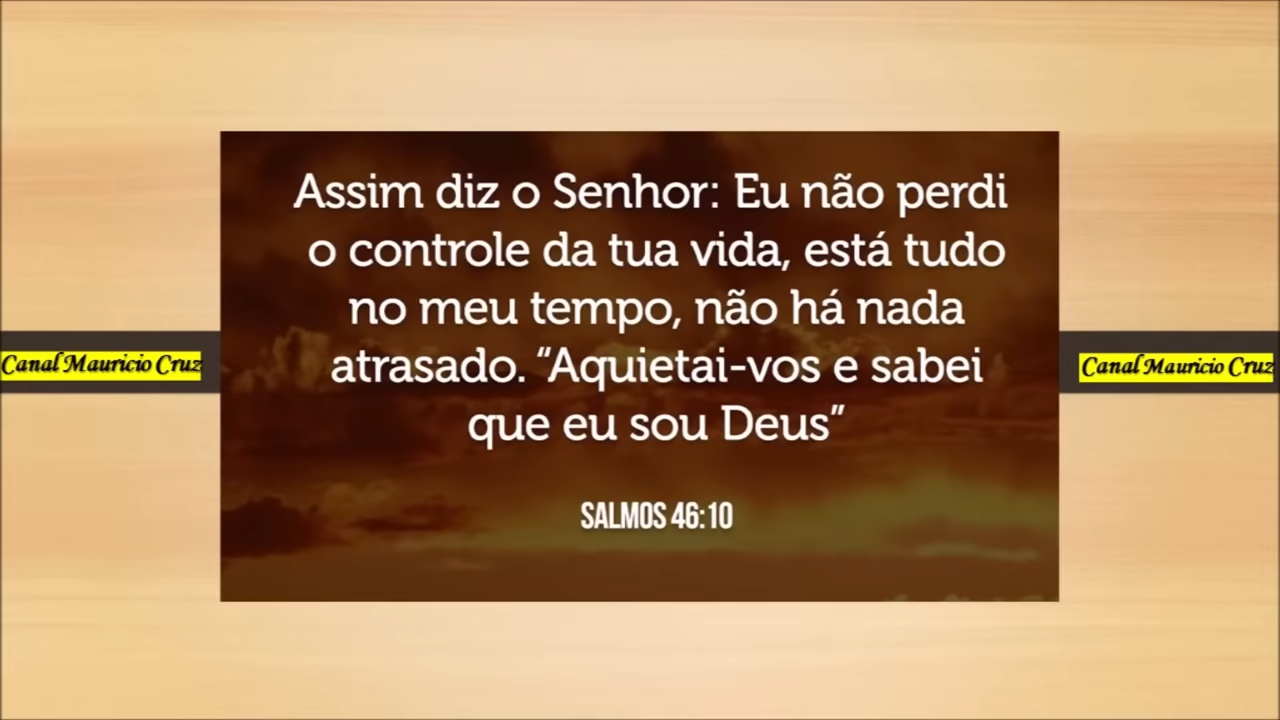 Assim diz o Senhor: Eu não perdi
o controle da tua vida, está tudo
no meu tempo, não há nada
atrasado. “Aquietai-vos e sabei
que eu sou Deus”
SALMOS 46:10
Canal Mauricio Cruz
Canal Mauricio Cruz